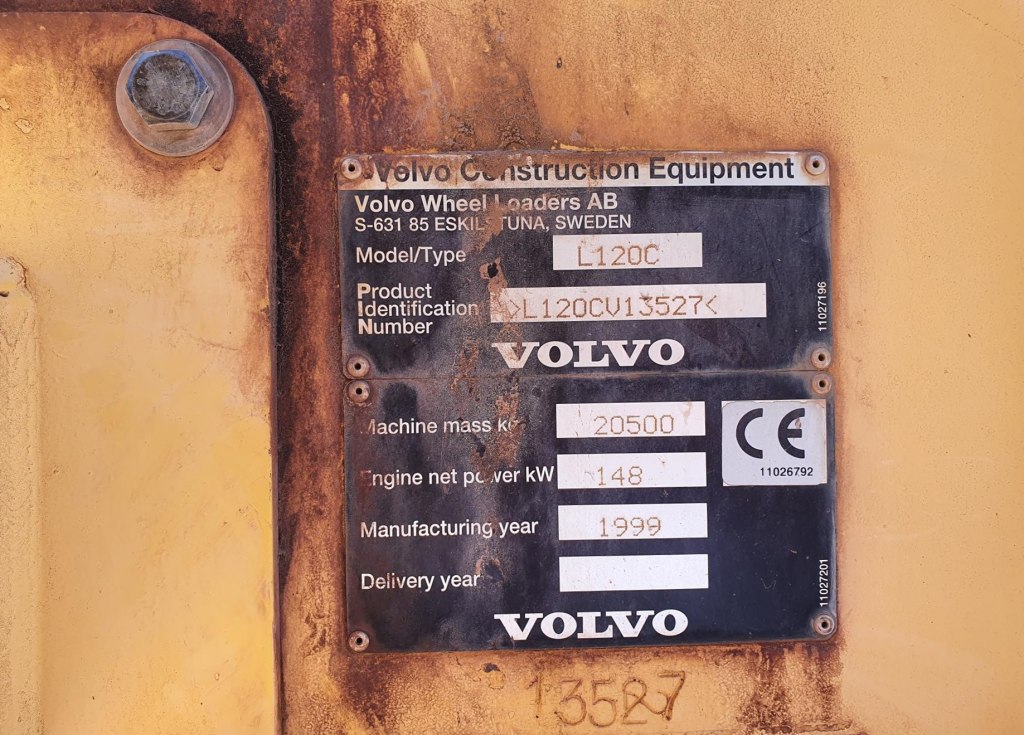 Volvo Construction Equipment
Volvo Wheel Loaders AB
S-631 85 ESKILSTUNA, SWEDEN
Model/Type L120C
Product
Identification
Number
>L120CV13527<
11027196
VOLVO
Machine mass kg 20500
CE
11026792
Engine net power kW 148
Manufacturing year 1999
Delivery year
11027201
VOLVO
13527